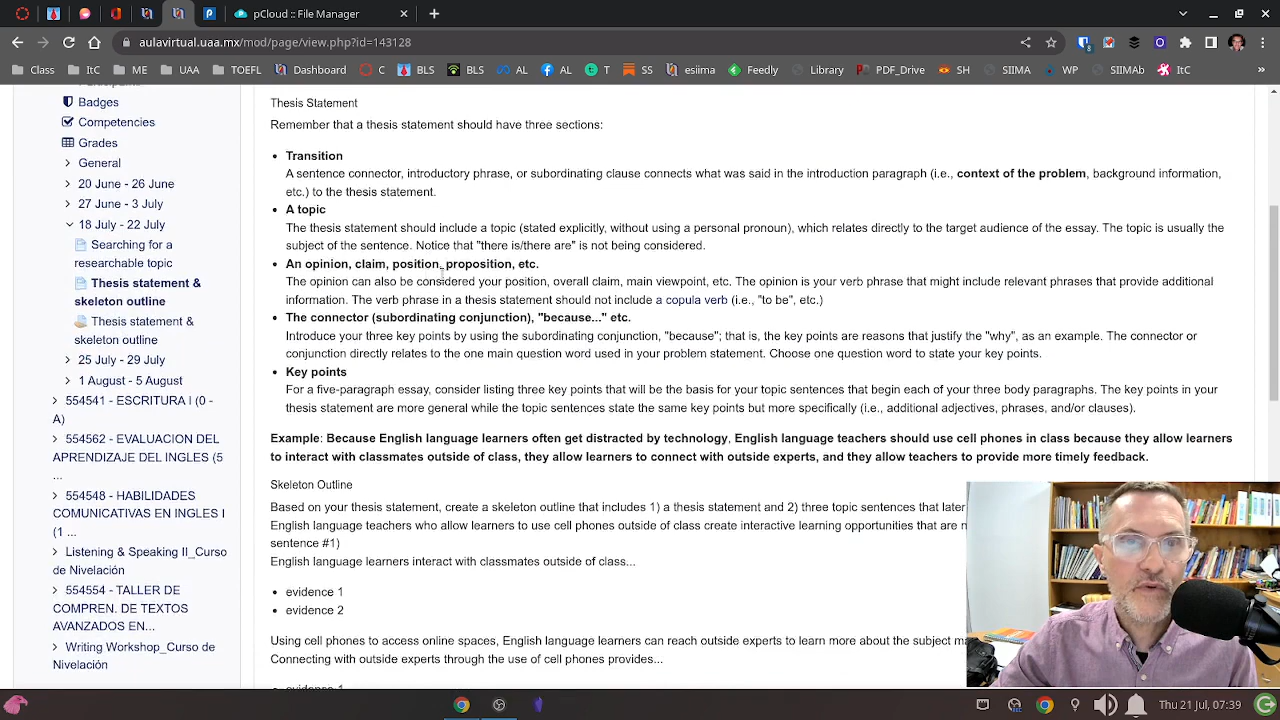 pCloud :: File Manager
aulavirtual.uaa.mx/mod/page/view.php?id=143128
Class ItC ME UAA TOEFL Dashboard C BLS BLS AL AL T SS esiima Feedly Library PDF_Drive SH SIIMA WP SIIMAb ItC
Badges
Competencies
Grades
General
20 June - 26 June
27 June - 3 July
18 July - 22 July
Searching for a
researchable topic
Thesis statement &
skeleton outline
Thesis statement &
skeleton outline
25 July - 29 July
1 August - 5 August
554541 - ESCRITURA I (0 -
A)
554562 - EVALUACION DEL
APRENDIZAJE DEL INGLES (5
...
554548 - HABILIDADES
COMUNICATIVAS EN INGLES I
(1 ...
Listening & Speaking II_Curso
de Nivelación
554554 - TALLER DE
COMPREN. DE TEXTOS
AVANZADOS EN...
Writing Workshop_Curso de
Nivelación
Thesis Statement
Remember that a thesis statement should have three sections:
Transition
A sentence connector, introductory phrase, or subordinating clause connects what was said in the introduction paragraph (i.e., context of the problem, background information,
etc.) to the thesis statement.
A topic
The thesis statement should include a topic (stated explicitly, without using a personal pronoun), which relates directly to the target audience of the essay. The topic is usually the
subject of the sentence. Notice that "there is/there are" is not being considered.
An opinion, claim, position, proposition, etc.
The opinion can also be considered your position, overall claim, main viewpoint, etc. The opinion is your verb phrase that might include relevant phrases that provide additional
information. The verb phrase in a thesis statement should not include a copula verb (i.e., "to be", etc.)
The connector (subordinating conjunction), "because..." etc.
Introduce your three key points by using the subordinating conjunction, "because"; that is, the key points are reasons that justify the "why", as an example. The connector or
conjunction directly relates to the one main question word used in your problem statement. Choose one question word to state your key points.
Key points
For a five-paragraph essay, consider listing three key points that will be the basis for your topic sentences that begin each of your three body paragraphs. The key points in your
thesis statement are more general while the topic sentences state the same key points but more specifically (i.e., additional adjectives, phrases, and/or clauses).
Example: Because English language learners often get distracted by technology, English language teachers should use cell phones in class because they allow learners
to interact with classmates outside of class, they allow learners to connect with outside experts, and they allow teachers to provide more timely feedback.
Skeleton Outline
Based on your thesis statement, create a skeleton outline that includes 1) a thesis statement and 2) three topic sentences that later
English language teachers who allow learners to use cell phones outside of class create interactive learning opportunities that are n
sentence #1)
English language learners interact with classmates outside of class...
evidence 1
evidence 2
Using cell phones to access online spaces, English language learners can reach outside experts to learn more about the subject ma
Connecting with outside experts through the use of cell phones provides...
evidence 1
Thu 21 July, 07:39